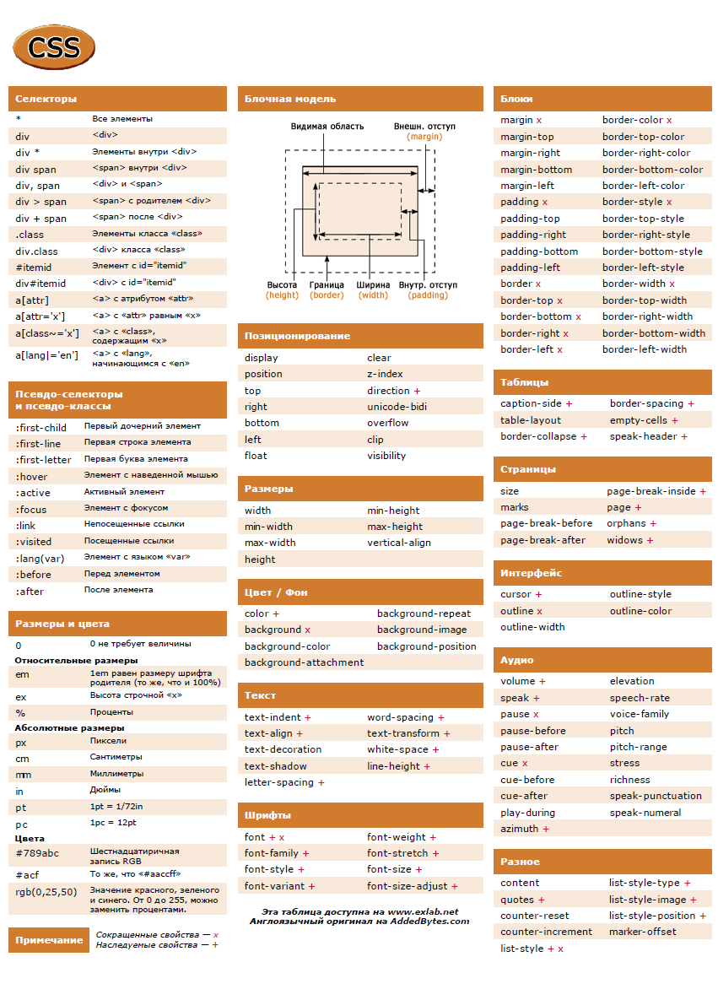 CSS
Селекторы
* Все элементы
div <div>
div * Элементы внутри <div>
div span <span> внутри <div>
div, span <div> и <span>
div > span <span> с родителем <div>
div + span <span> после <div>
.class Элементы класса «class»
div.class <div> класса «class»
#itemid Элемент с id="itemid"
div#itemid <div> с id="itemid"
a[attr] <a> с атрибутом «attr»
a[attr='x'] <a> с «attr» равным «x»
a[class~='x'] <a> с «class»,
содержащим «x»
a[lang|='en'] <a> с «lang»,
начинающимся с «en»
Псевдо-селекторы
и псевдо-классы
:first-child Первый дочерний элемент
:first-line Первая строка элемента
:first-letter Первая буква элемента
:hover Элемент с наведенной мышью
:active Активный элемент
:focus Элемент с фокусом
:link Непосещенные ссылки
:visited Посещенные ссылки
:lang(var) Элемент с языком «var»
:before Перед элементом
:after После элемента
Размеры и цвета
0 0 не требует величины
Относительные размеры
em 1em равен размеру шрифта
родителя (то же, что и 100%)
ex Высота строчной «x»
% Проценты
Абсолютные размеры
px Пиксели
cm Сантиметры
mm Миллиметры
in Дюймы
pt 1pt = 1/72in
pc 1pc = 12pt
Цвета
#789abc Шестнадцатиричная
запись RGB
#acf То же, что «#aaccff»
rgb(0,25,50) Значение красного, зеленого
и синего. От 0 до 255, можно
заменить процентами.
Примечание
Сокращенные свойства — x
Наследуемые свойства — +
Блочная модель
Видимая область Внешн. отступ
(margin)
Высота Граница Ширина Внутр. отступ
(height) (border) (width) (padding)
Позиционирование
display clear
position z-index
top direction +
right unicode-bidi
bottom overflow
left clip
float visibility
Размеры
width min-height
min-width max-height
max-width vertical-align
height
Цвет / Фон
color + background-repeat
background x background-image
background-color background-position
background-attachment
Текст
text-indent + word-spacing +
text-align + text-transform +
text-decoration white-space +
text-shadow line-height +
letter-spacing +
Шрифты
font + x font-weight +
font-family + font-stretch +
font-style + font-size +
font-variant + font-size-adjust +
Эта таблица доступна на www.exlab.net
Англоязычный оригинал на AddedBytes.com
Блоки
margin x border-color x
margin-top border-top-color
margin-right border-right-color
margin-bottom border-bottom-color
margin-left border-left-color
padding x border-style x
padding-top border-top-style
padding-right border-right-style
padding-bottom border-bottom-style
padding-left border-left-style
border x border-width x
border-top x border-top-width
border-bottom x border-right-width
border-right x border-bottom-width
border-left x border-left-width
Таблицы
caption-side + border-spacing +
table-layout empty-cells +
border-collapse + speak-header +
Страницы
size page-break-inside +
marks page +
page-break-before orphans +
page-break-after widows +
Интерфейс
cursor + outline-style
outline x outline-color
outline-width
Аудио
volume + elevation
speak + speech-rate
pause x voice-family
pause-before pitch
pause-after pitch-range
cue x stress
cue-before richness
cue-after speak-punctuation
play-during speak-numeral
azimuth +
Разное
content list-style-type +
quotes + list-style-image +
counter-reset list-style-position +
counter-increment marker-offset
list-style + x